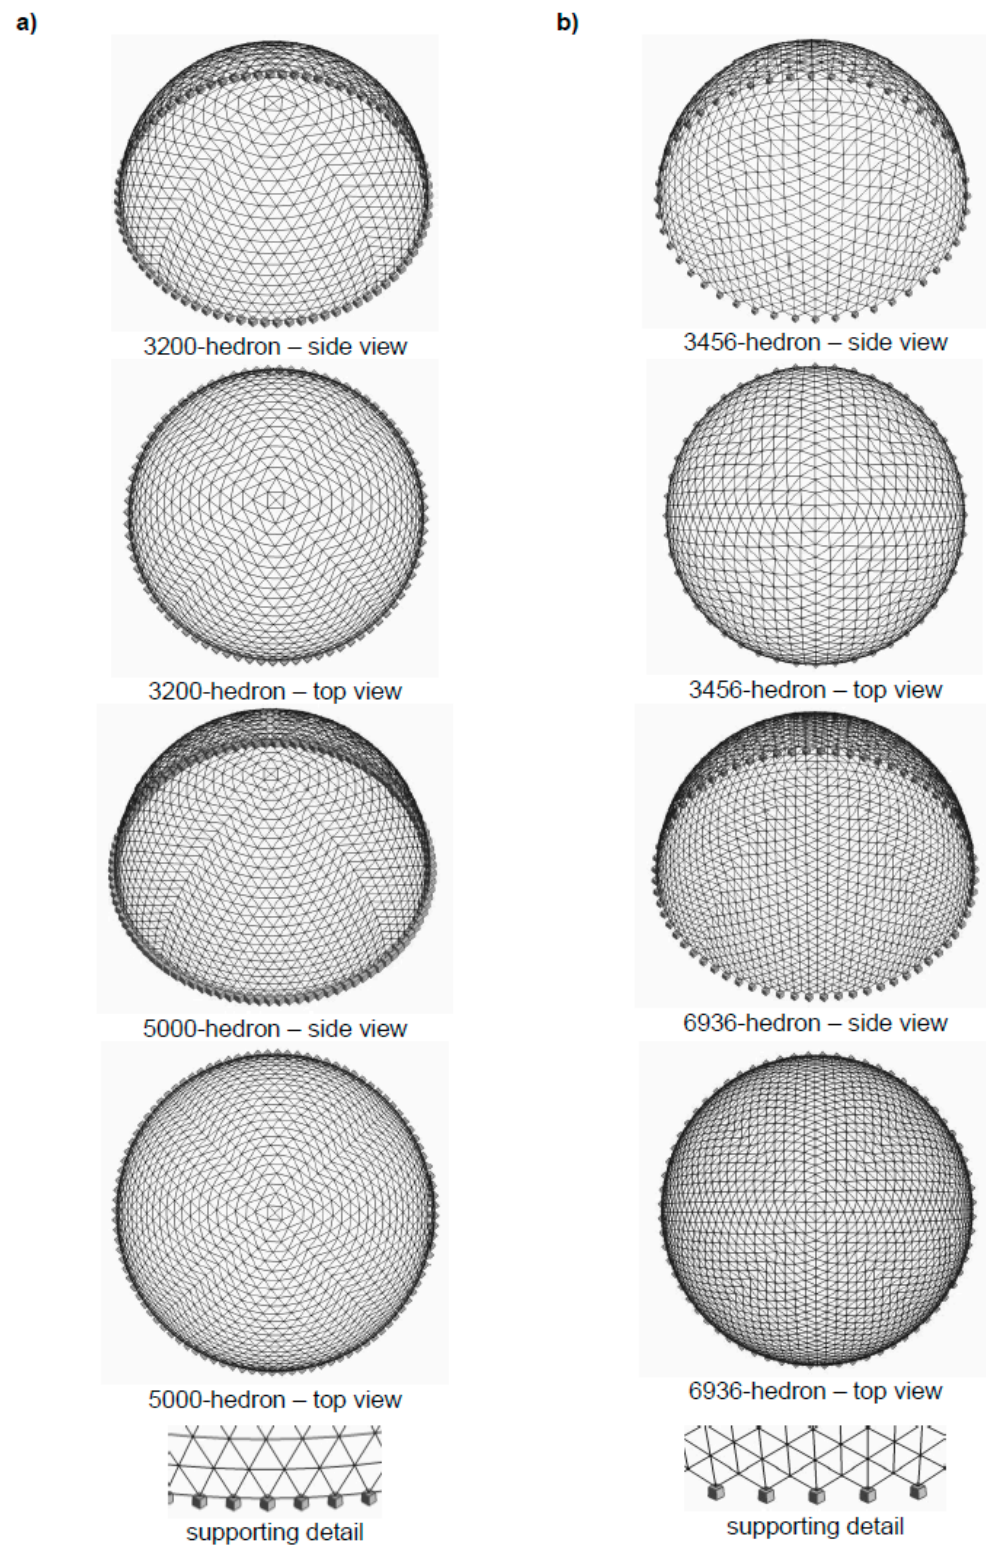 a)
3200-hedron – side view
3200-hedron – top view
5000-hedron – side view
5000-hedron – top view
supporting detail
b)
3456-hedron – side view
3456-hedron – top view
6936-hedron – side view
6936-hedron – top view
supporting detail